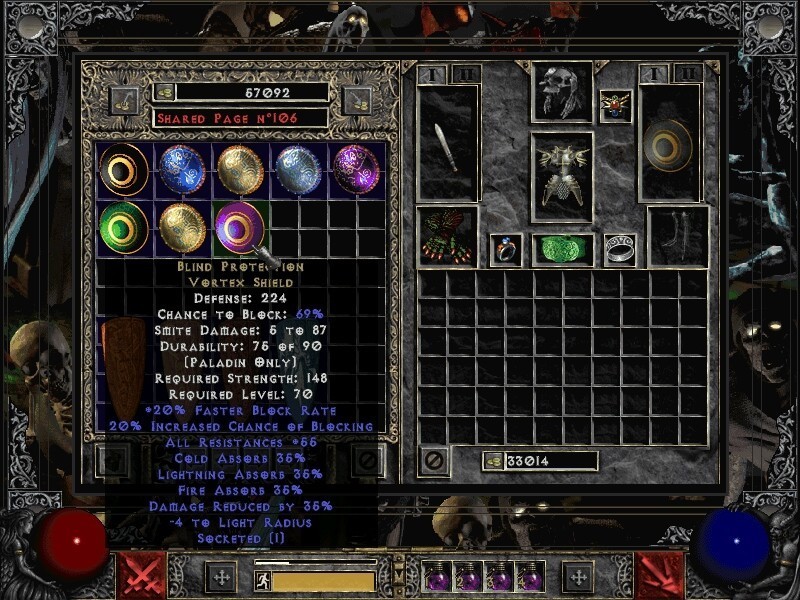 57092
Shared Page n°106
I II
I II
Blind Protection
Vortex Shield
Defense: 224
Chance to Block: 69%
Smite Damage: 5 to 87
Durability: 75 of 90
(Paladin Only)
Required Strength: 148
Required Level: 70
+20% Faster Block Rate
20% Increased Chance of Blocking
All Resistances +55
Cold Absorb 35%
Lightning Absorb 35%
Fire Absorb 35%
Damage Reduced by 35%
-4 to Light Radius
Socketed (1)
33014